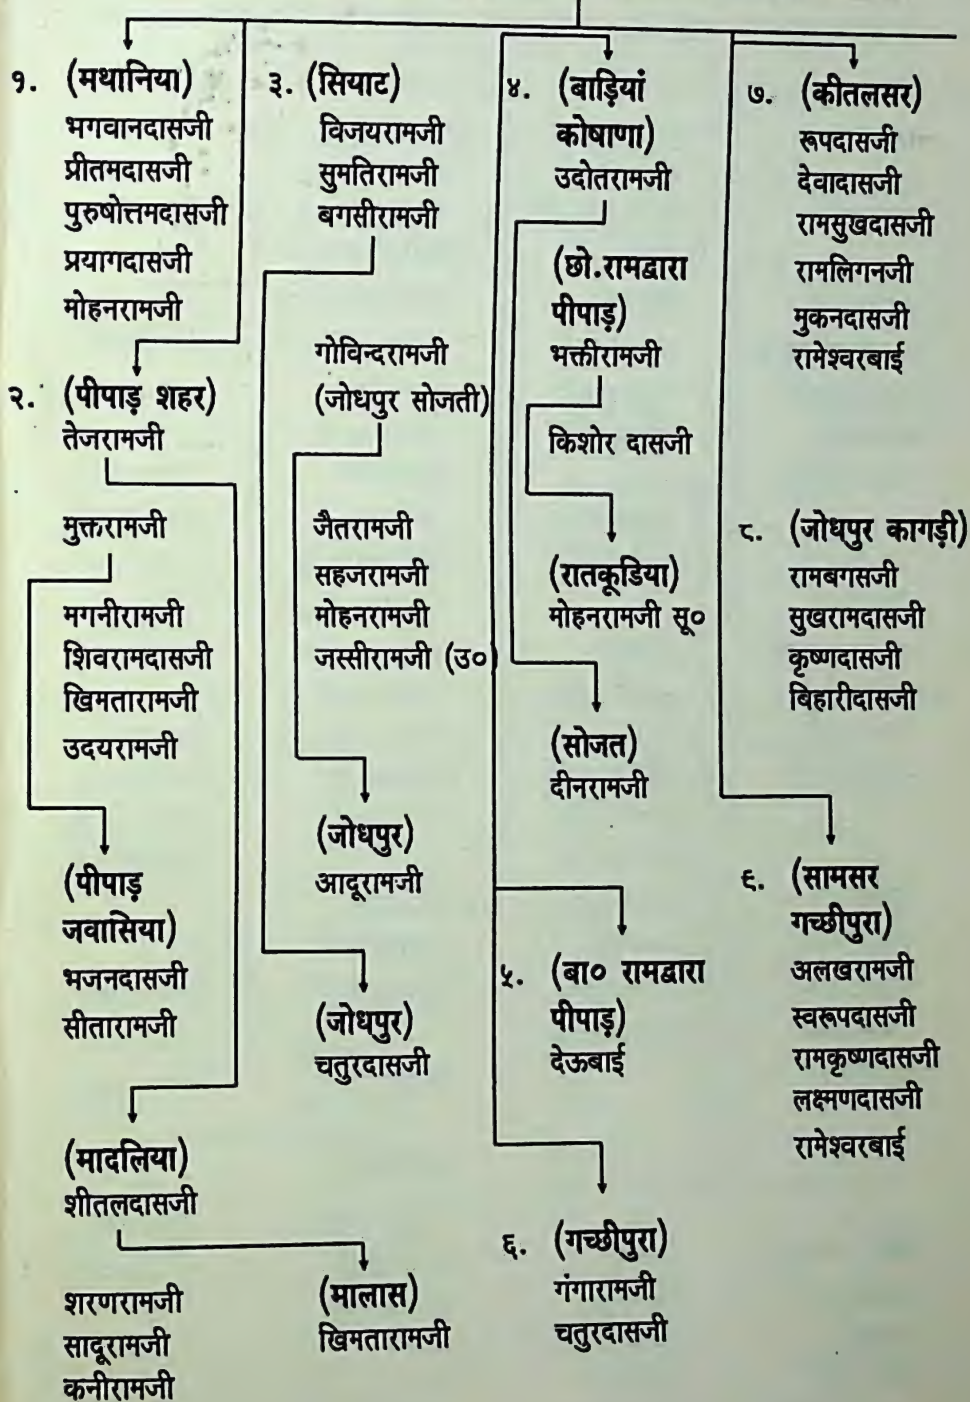 १. (मथानिया)
भगवानदासजी
प्रीतमदासजी
पुरुषोत्तमदासजी
प्रयागदासजी
मोहनरामजी
२. (पीपाड़ शहर)
तेजरामजी
मुक्तरामजी
मगनीरामजी
शिवरामदासजी
खिमतारामजी
उदयरामजी
(पीपाड़
जवासिया)
भजनदासजी
सीतारामजी
(मादलिया)
शीतलदासजी
शरणरामजी
सादूरामजी
कनीरामजी
३. (सियाट)
विजयरामजी
सुमतिरामजी
बगसीरामजी
गोविन्दरामजी
(जोधपुर सोजती)
जैतरामजी
सहजरामजी
मोहनरामजी
जस्सीरामजी (उ०)
(जोधपुर)
आदूरामजी
(जोधपुर)
चतुरदासजी
(मालास)
खिमतारामजी
४. (बाड़ियां
कोषाणा)
उदोतरामजी
(छो.रामद्वारा
पीपाड़)
भक्तीरामजी
किशोर दासजी
(रातकूडिया)
मोहनरामजी सू०
(सोजत)
दीनरामजी
५. (बा० रामद्वारा
पीपाड़)
देऊबाई
६. (गच्छीपुरा)
गंगारामजी
चतुरदासजी
७. (कीतलसर)
रूपदासजी
देवादासजी
रामसुखदासजी
रामलिगनजी
मुकनदासजी
रामेश्वरबाई
८. (जोधपुर कागड़ी)
रामबगसजी
सुखरामदासजी
कृष्णदासजी
बिहारीदासजी
९. (सामसर
गच्छीपुरा)
अलखरामजी
स्वरूपदासजी
रामकृष्णदासजी
लक्ष्मणदासजी
रामेश्वरबाई